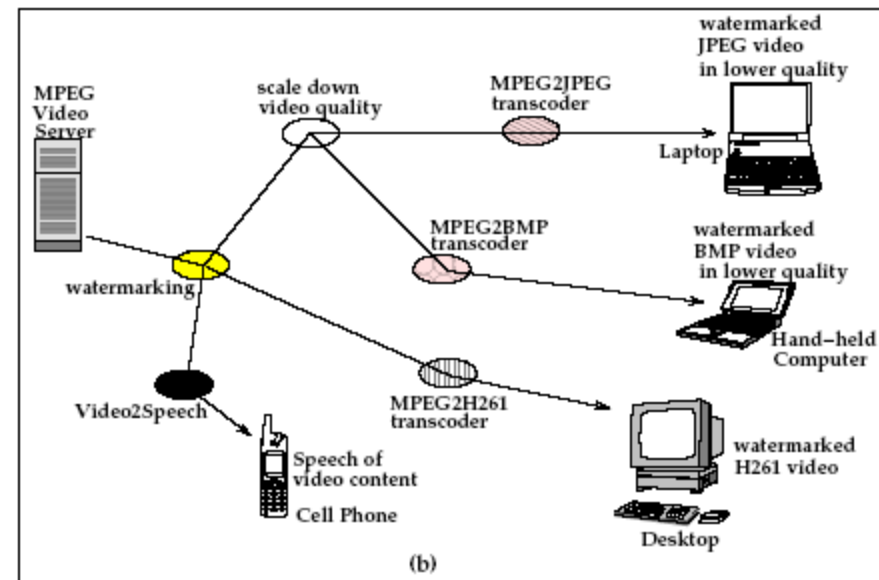 MPEG
Video
Server
scale down
video quality
MPEG2JPEG
transcoder
watermarked
JPEG video
in lower quality
Laptop
watermarking
MPEG2BMP
transcoder
watermarked
BMP video
in lower quality
Hand-held
Computer
Video2Speech
MPEG2H261
transcoder
Speech of
video content
Cell Phone
watermarked
H261 video
Desktop
(b)